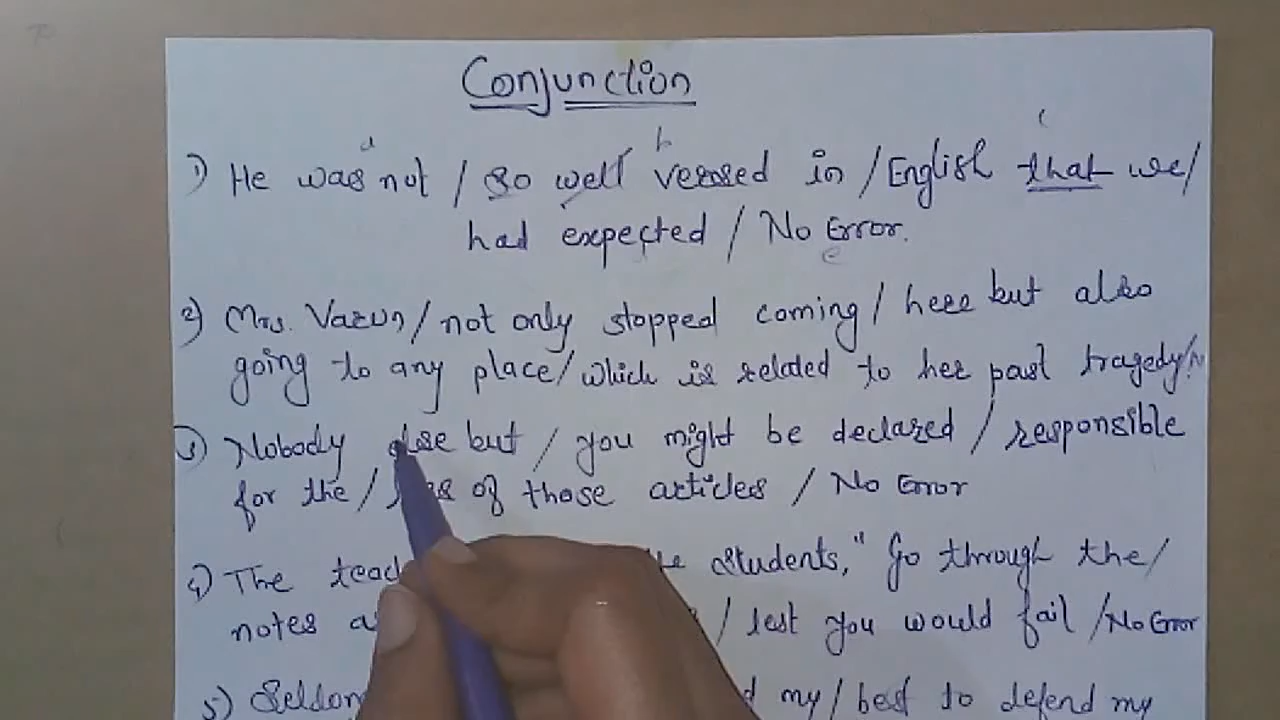 Conjunction
a b c
1) He was not / so well versed in / English that we /
had expected / No Error.
e
2) Mrs. Varun / not only stopped coming / here but also
going to any place / which is related to her past tragedy / N
3) Nobody else but / you might be declared / responsible
for the / loss of those articles / No Error
4) The students," Go through the /
notes / lest you would fail / No Error
5) Seldom my / best to defend my